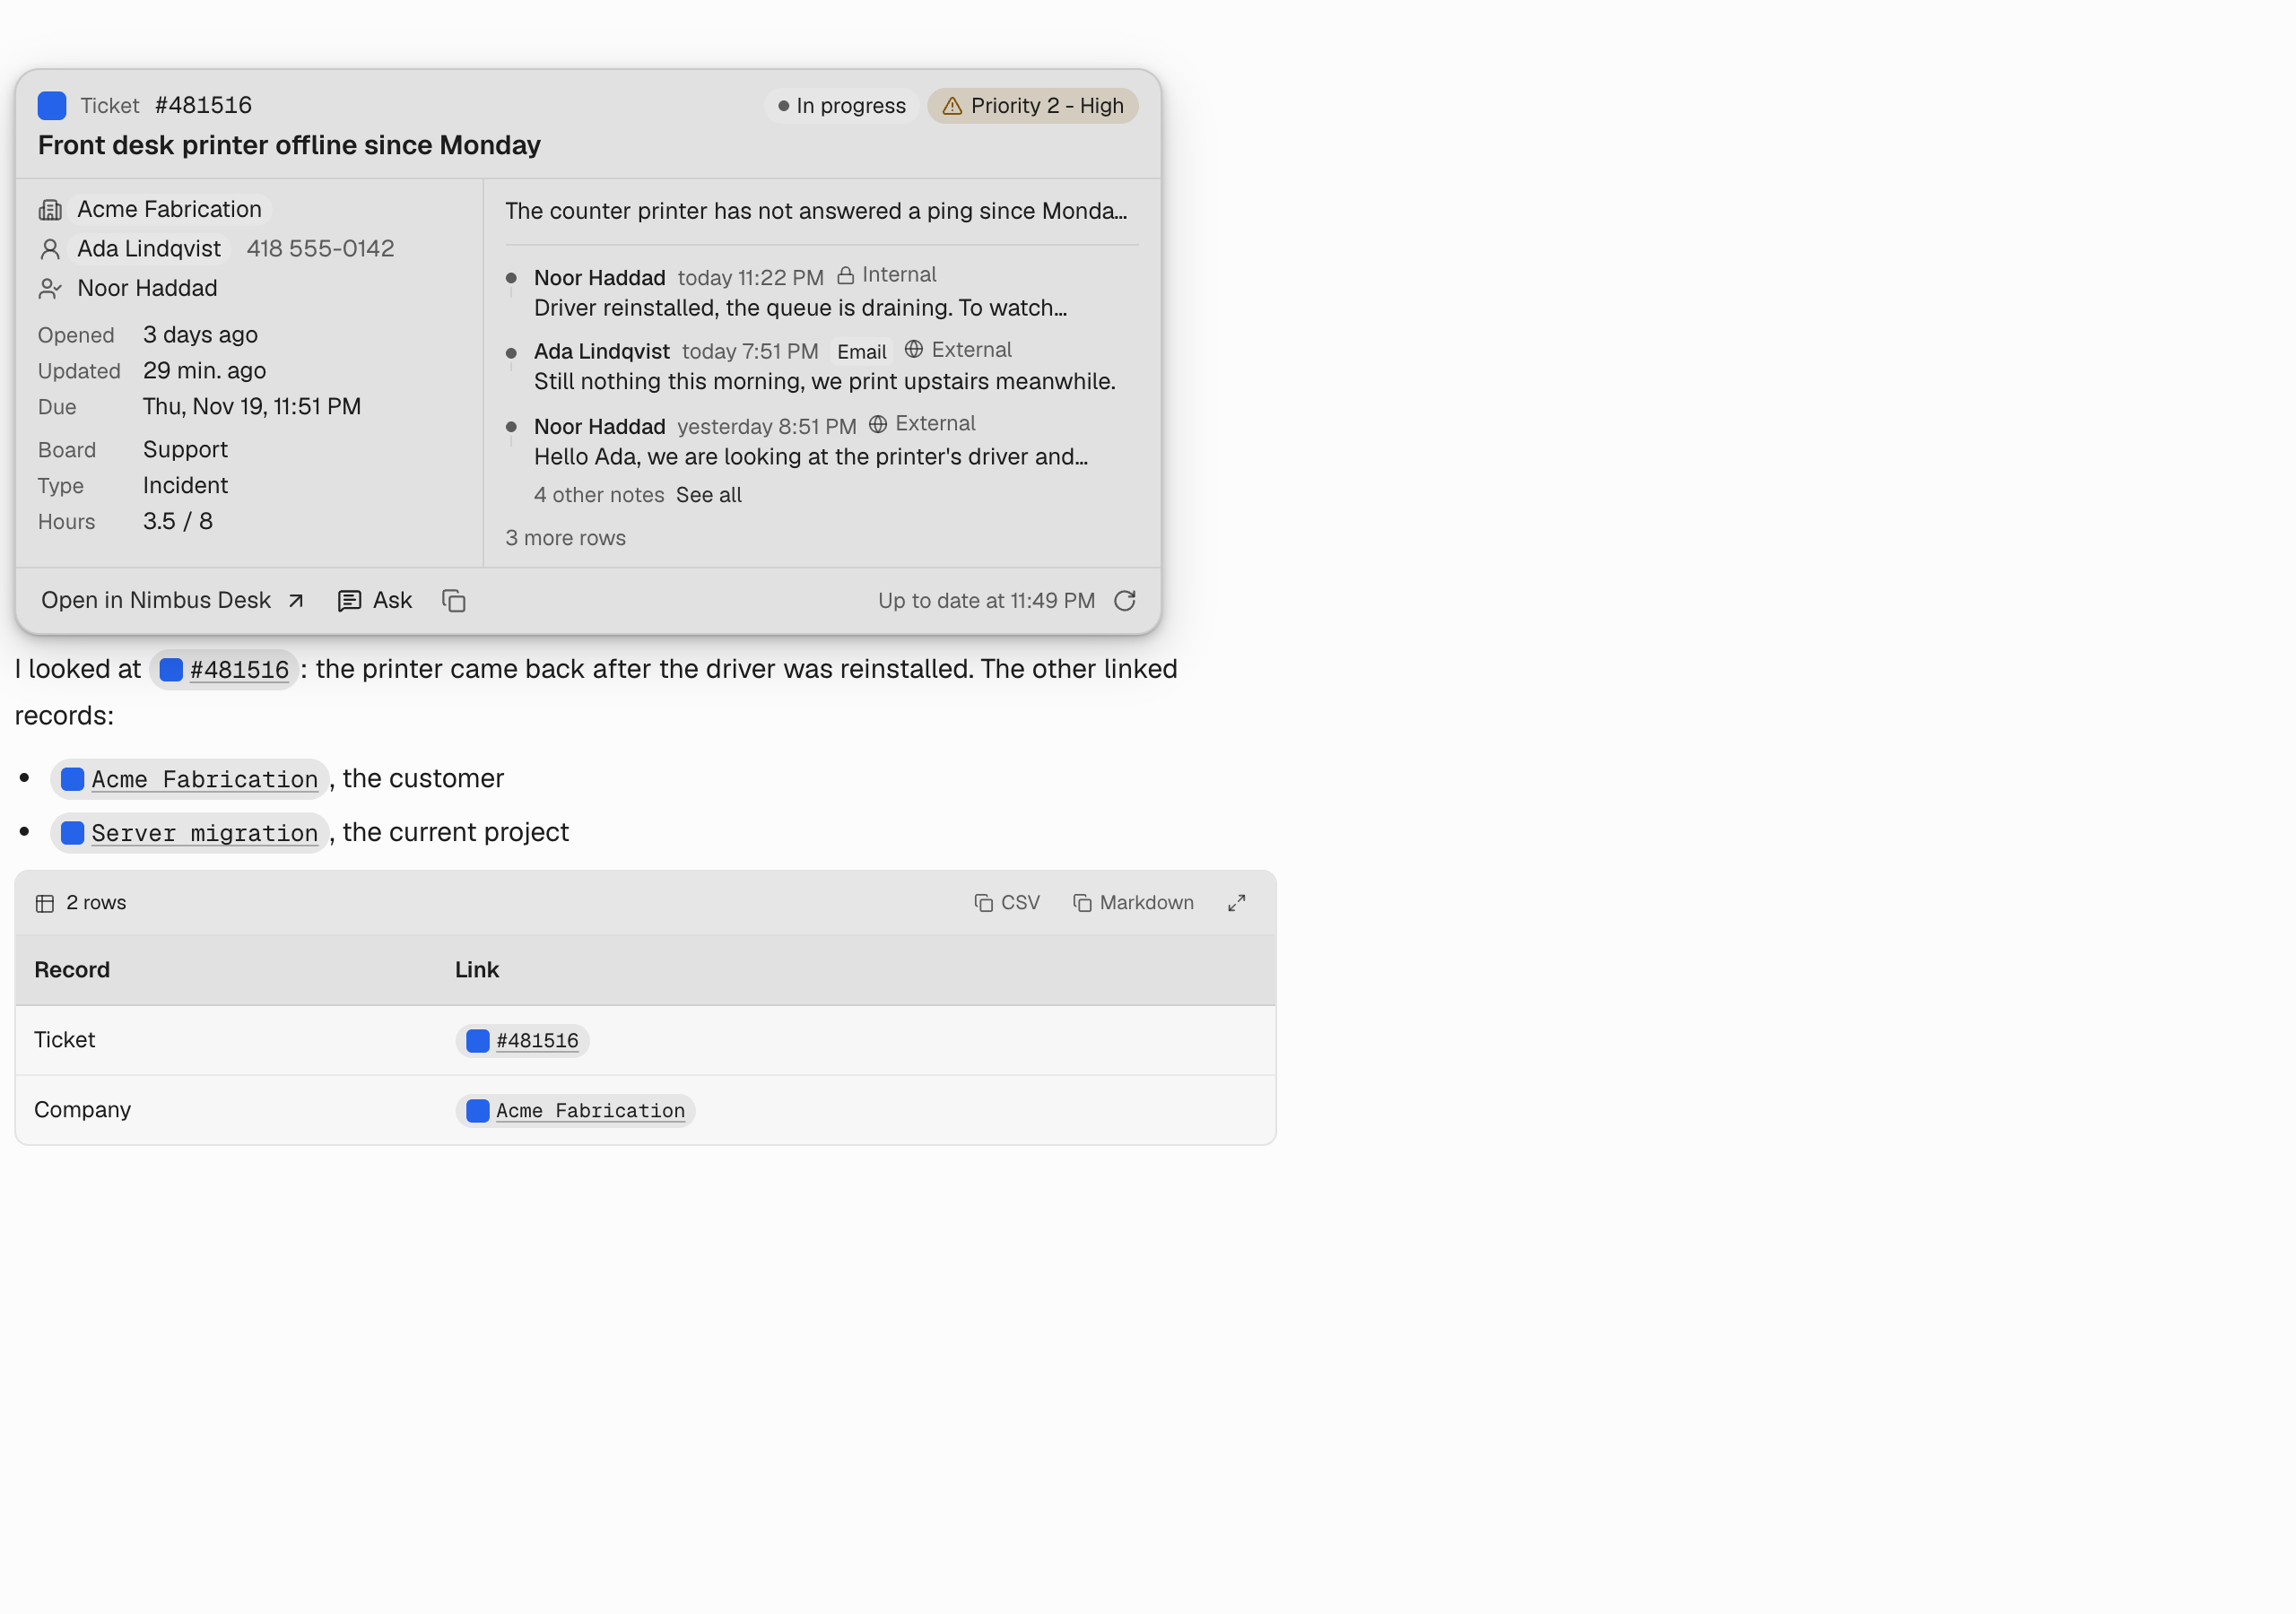 Ticket #481516
In progress
Priority 2 - High
Front desk printer offline since Monday
Acme Fabrication
Ada Lindqvist 418 555-0142
Noor Haddad
Opened 3 days ago
Updated 29 min. ago
Due Thu, Nov 19, 11:51 PM
Board Support
Type Incident
Hours 3.5 / 8
The counter printer has not answered a ping since Monda…
Noor Haddad today 11:22 PM Internal
Driver reinstalled, the queue is draining. To watch…
Ada Lindqvist today 7:51 PM Email External
Still nothing this morning, we print upstairs meanwhile.
Noor Haddad yesterday 8:51 PM External
Hello Ada, we are looking at the printer's driver and…
4 other notes See all
3 more rows
Open in Nimbus Desk Ask
Up to date at 11:49 PM
I looked at #481516: the printer came back after the driver was reinstalled. The other linked
records:
• Acme Fabrication, the customer
• Server migration, the current project
2 rows CSV Markdown
Record Link
Ticket #481516
Company Acme Fabrication